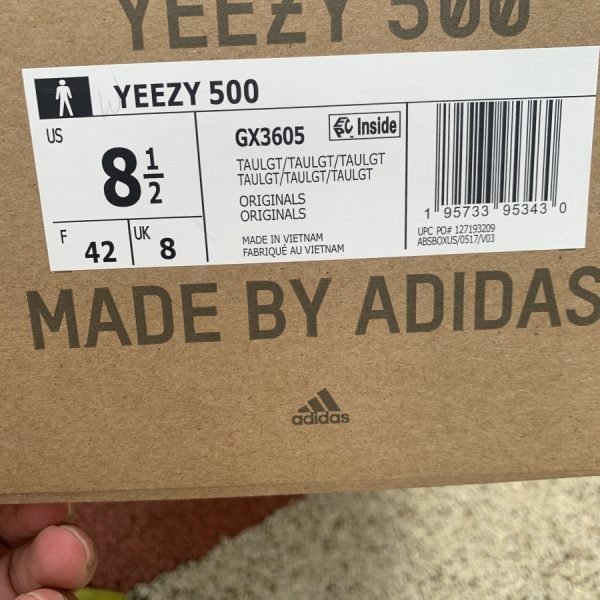 YEEZY 500
YEEZY 500
US
8 1/2
F 42
UK 8
GX3605
Inside
TAULGT/TAULGT/TAULGT
TAULGT/TAULGT/TAULGT
ORIGINALS
ORIGINALS
MADE IN VIETNAM
FABRIQUÉ AU VIETNAM
1 95733 95343 0
UPC PO# 127193209
ABSBOXUS/0517/V03
MADE BY ADIDAS
adidas